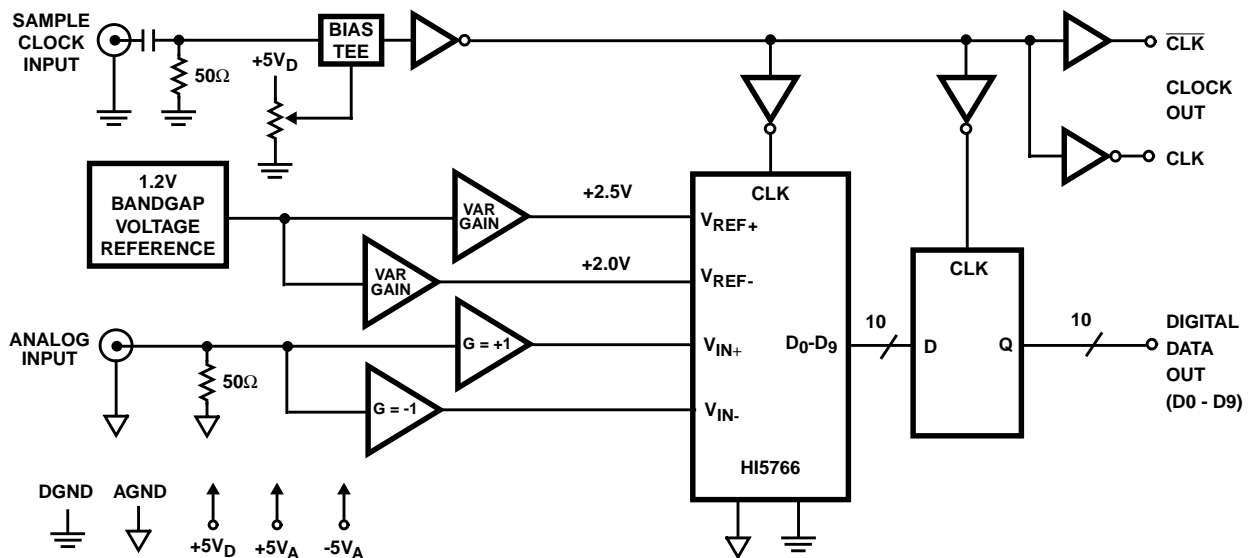 SAMPLE
CLOCK
INPUT
50Ω
+5VD
BIAS
TEE
CLK
CLOCK
OUT
CLK
1.2V
BANDGAP
VOLTAGE
REFERENCE
VAR
GAIN
+2.5V
VAR
GAIN
+2.0V
CLK
VREF+
VREF-
VIN+
VIN-
D0-D9
HI5766
ANALOG
INPUT
50Ω
G = +1
G = -1
10
CLK
D
Q
10
DIGITAL
DATA
OUT
(D0 - D9)
DGND
AGND
+5VD
+5VA
-5VA